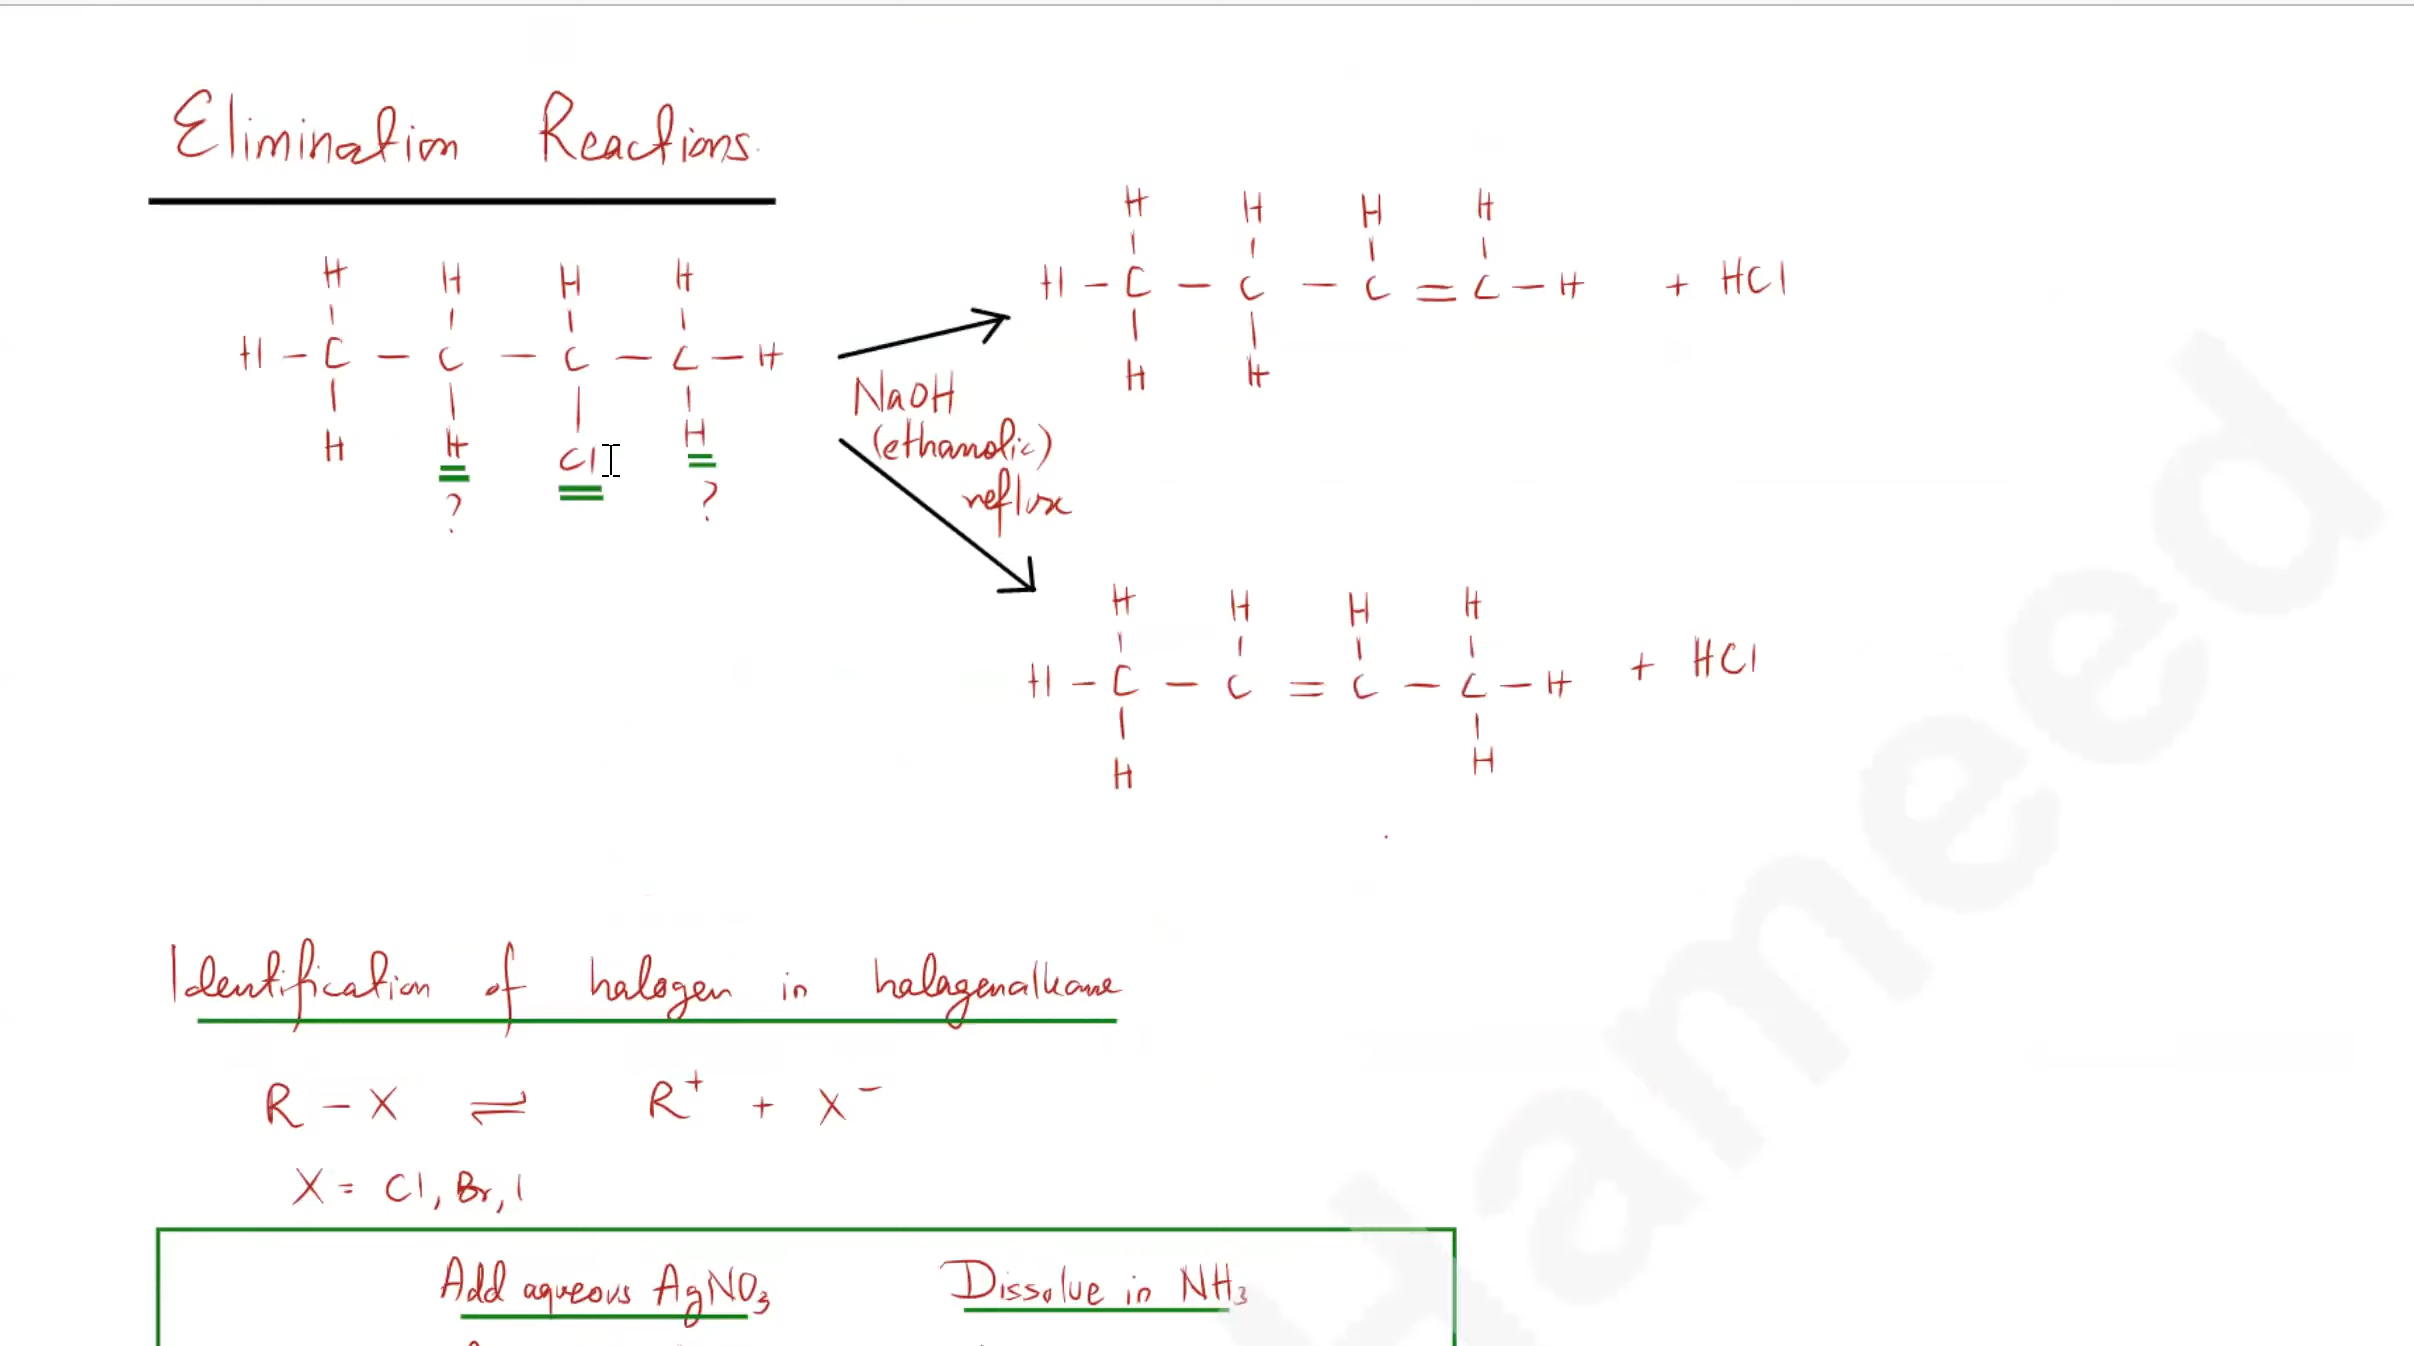 Elimination Reactions.
H H H H
H - C - C - C - C - H
H H Cl H
? ?
NaOH
(ethanolic)
reflux
H H H H
H - C - C - C = C - H + HCl
H H
H H H H
H - C - C = C - C - H + HCl
H H
Identification of halogen in halogenalkane
R - X ⇌ R⁺ + X⁻
X = Cl, Br, I
Add aqueous AgNO₃ Dissolve in NH₃
Hameed